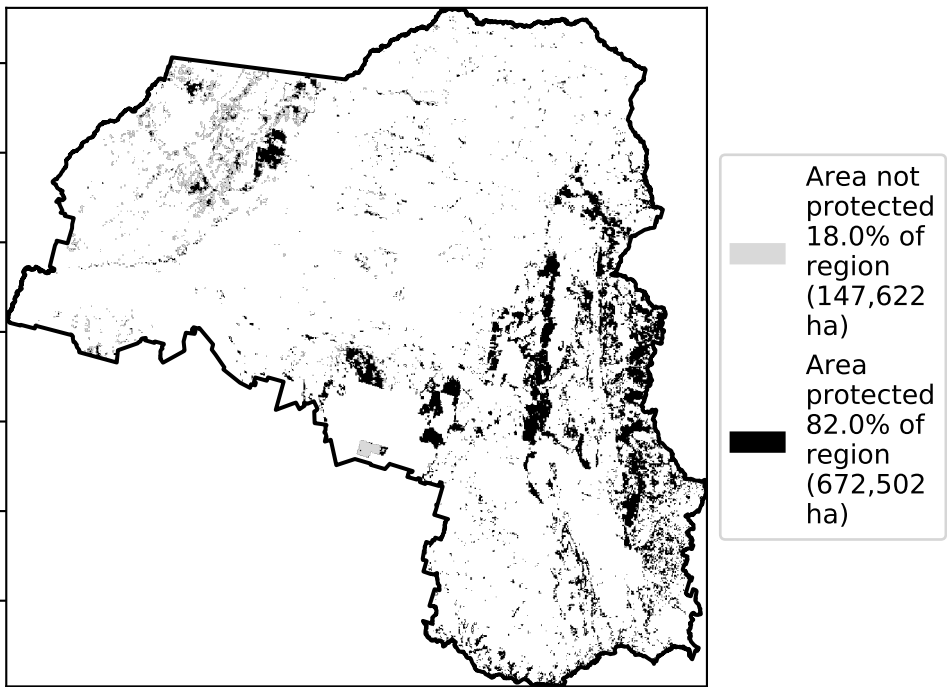 Area not
protected
18.0% of
region
(147,622
ha)
Area
protected
82.0% of
region
(672,502
ha)